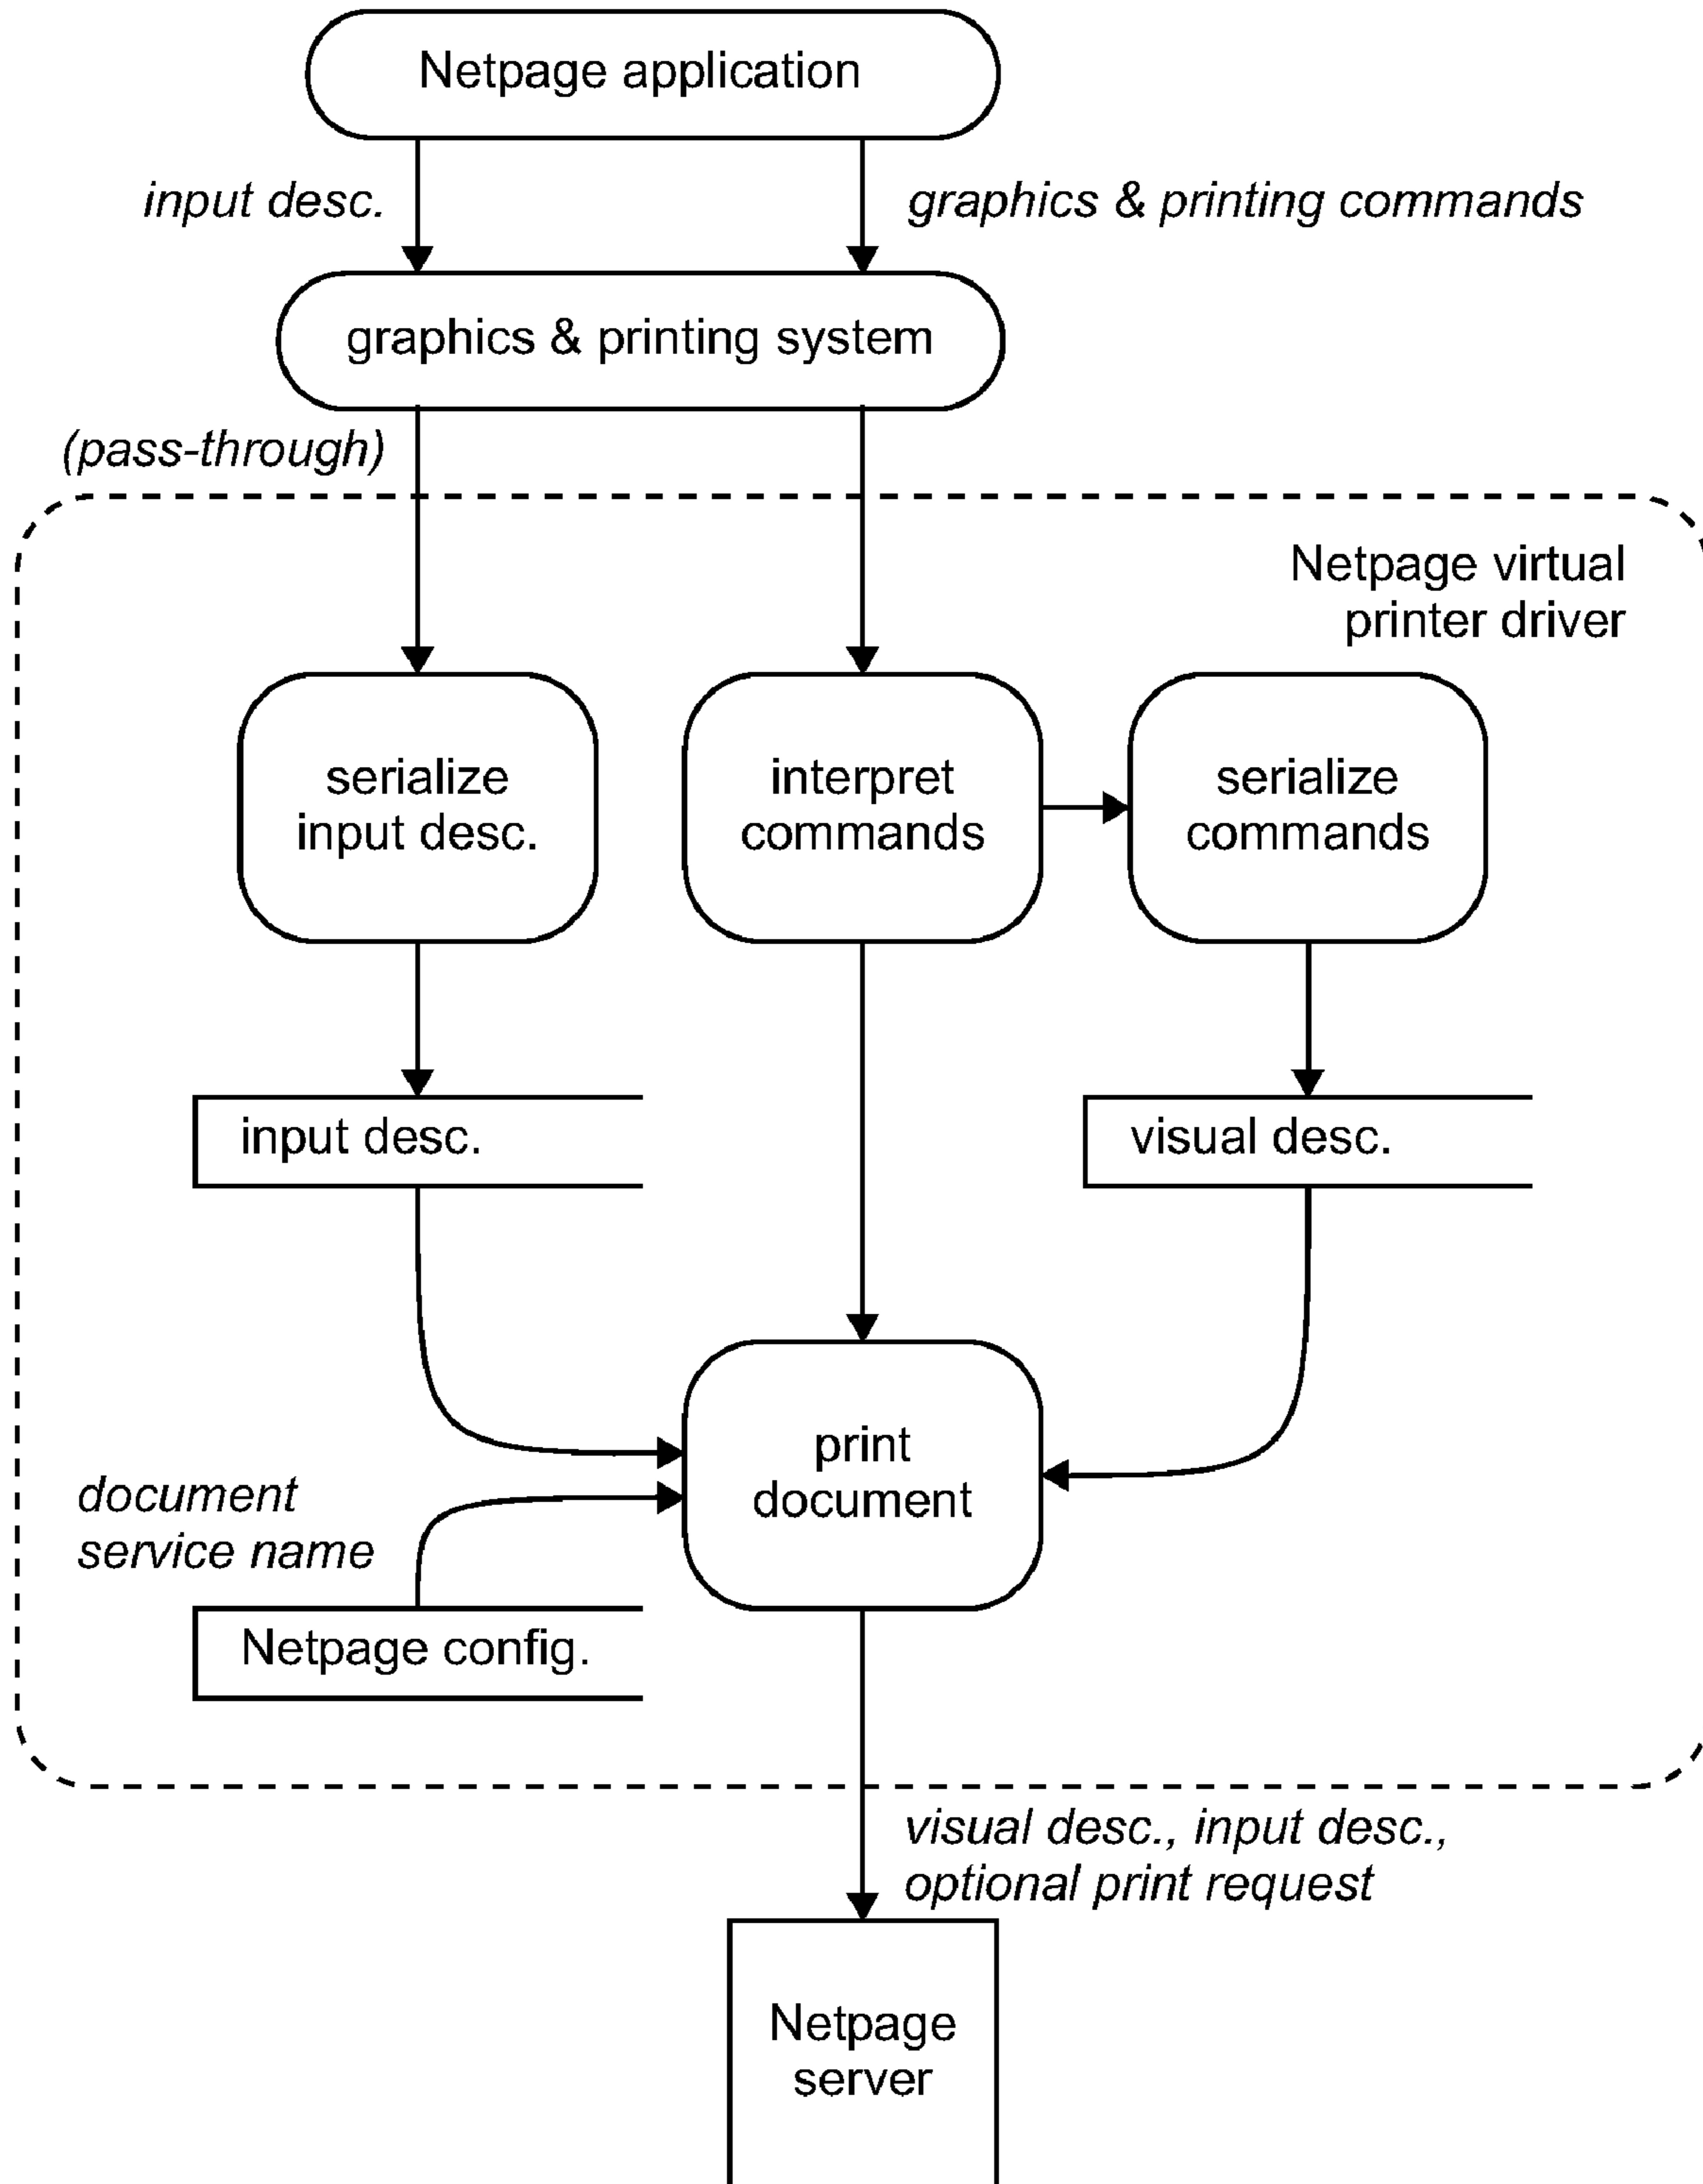 Netpage application
input desc.
graphics & printing commands
graphics & printing system
(pass-through)
Netpage virtual
printer driver
serialize
input desc.
interpret
commands
serialize
commands
input desc.
visual desc.
print
document
document
service name
Netpage config.
visual desc., input desc.,
optional print request
Netpage
server